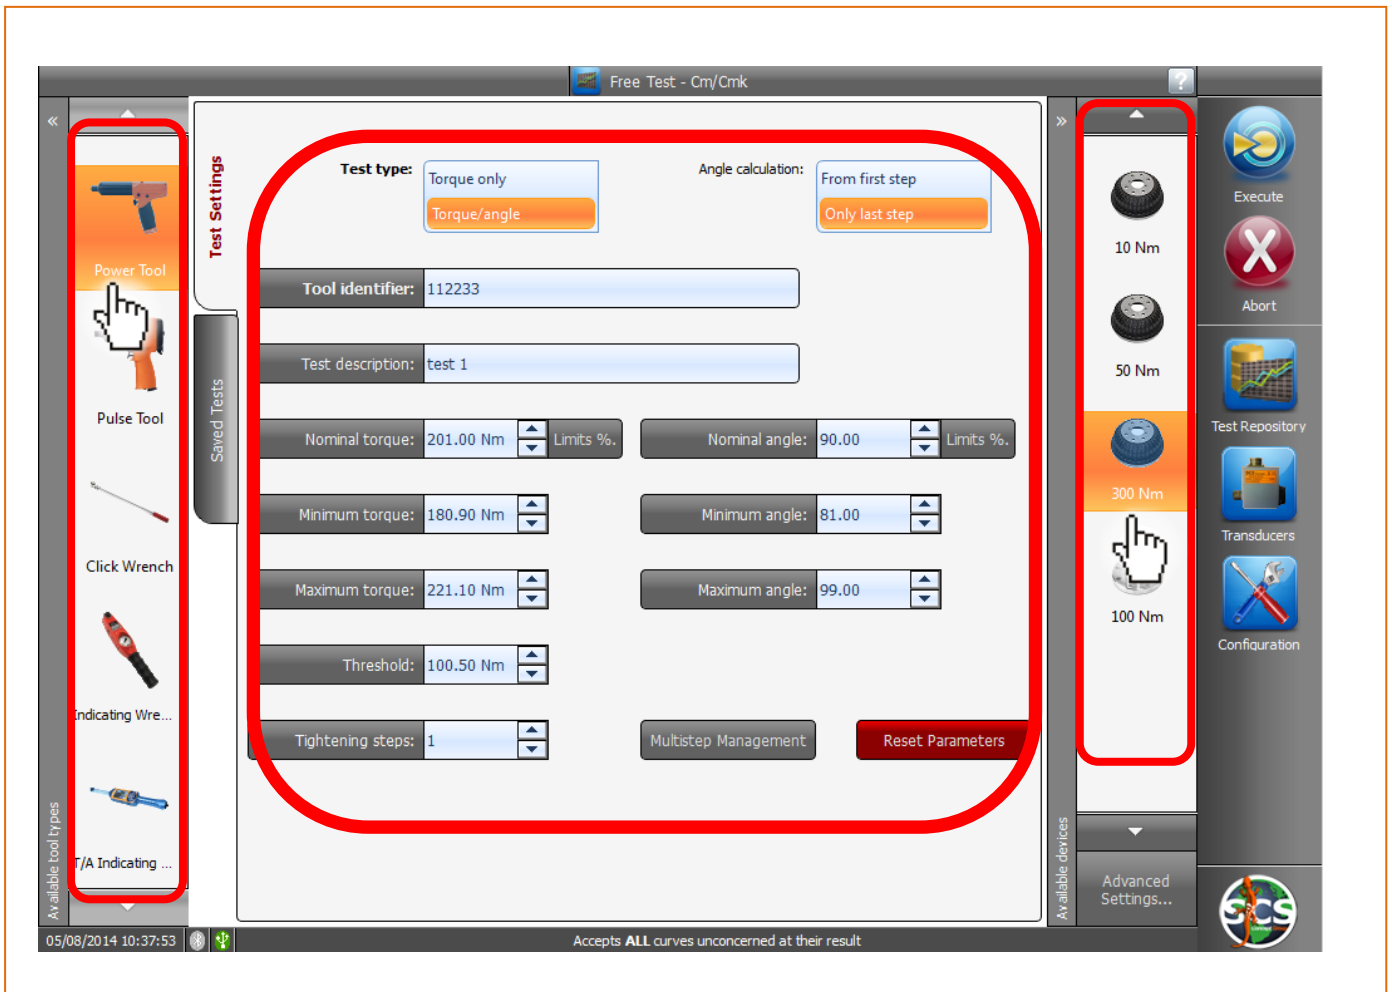 Free Test - Cm/Cmk
?
«
»
Power Tool
Pulse Tool
Click Wrench
Indicating Wre...
T/A Indicating ...
Available tool types
Test Settings
Saved Tests
Test type:
Torque only
Torque/angle
Angle calculation:
From first step
Only last step
Tool identifier: 112233
Test description: test 1
Nominal torque: 201.00 Nm Limits %.
Nominal angle: 90.00 Limits %.
Minimum torque: 180.90 Nm
Minimum angle: 81.00
Maximum torque: 221.10 Nm
Maximum angle: 99.00
Threshold: 100.50 Nm
Tightening steps: 1
Multistep Management
Reset Parameters
Available devices
10 Nm
50 Nm
300 Nm
100 Nm
Advanced
Settings...
Execute
Abort
Test Repository
Transducers
Configuration
SCS
05/08/2014 10:37:53
Accepts ALL curves unconcerned at their result